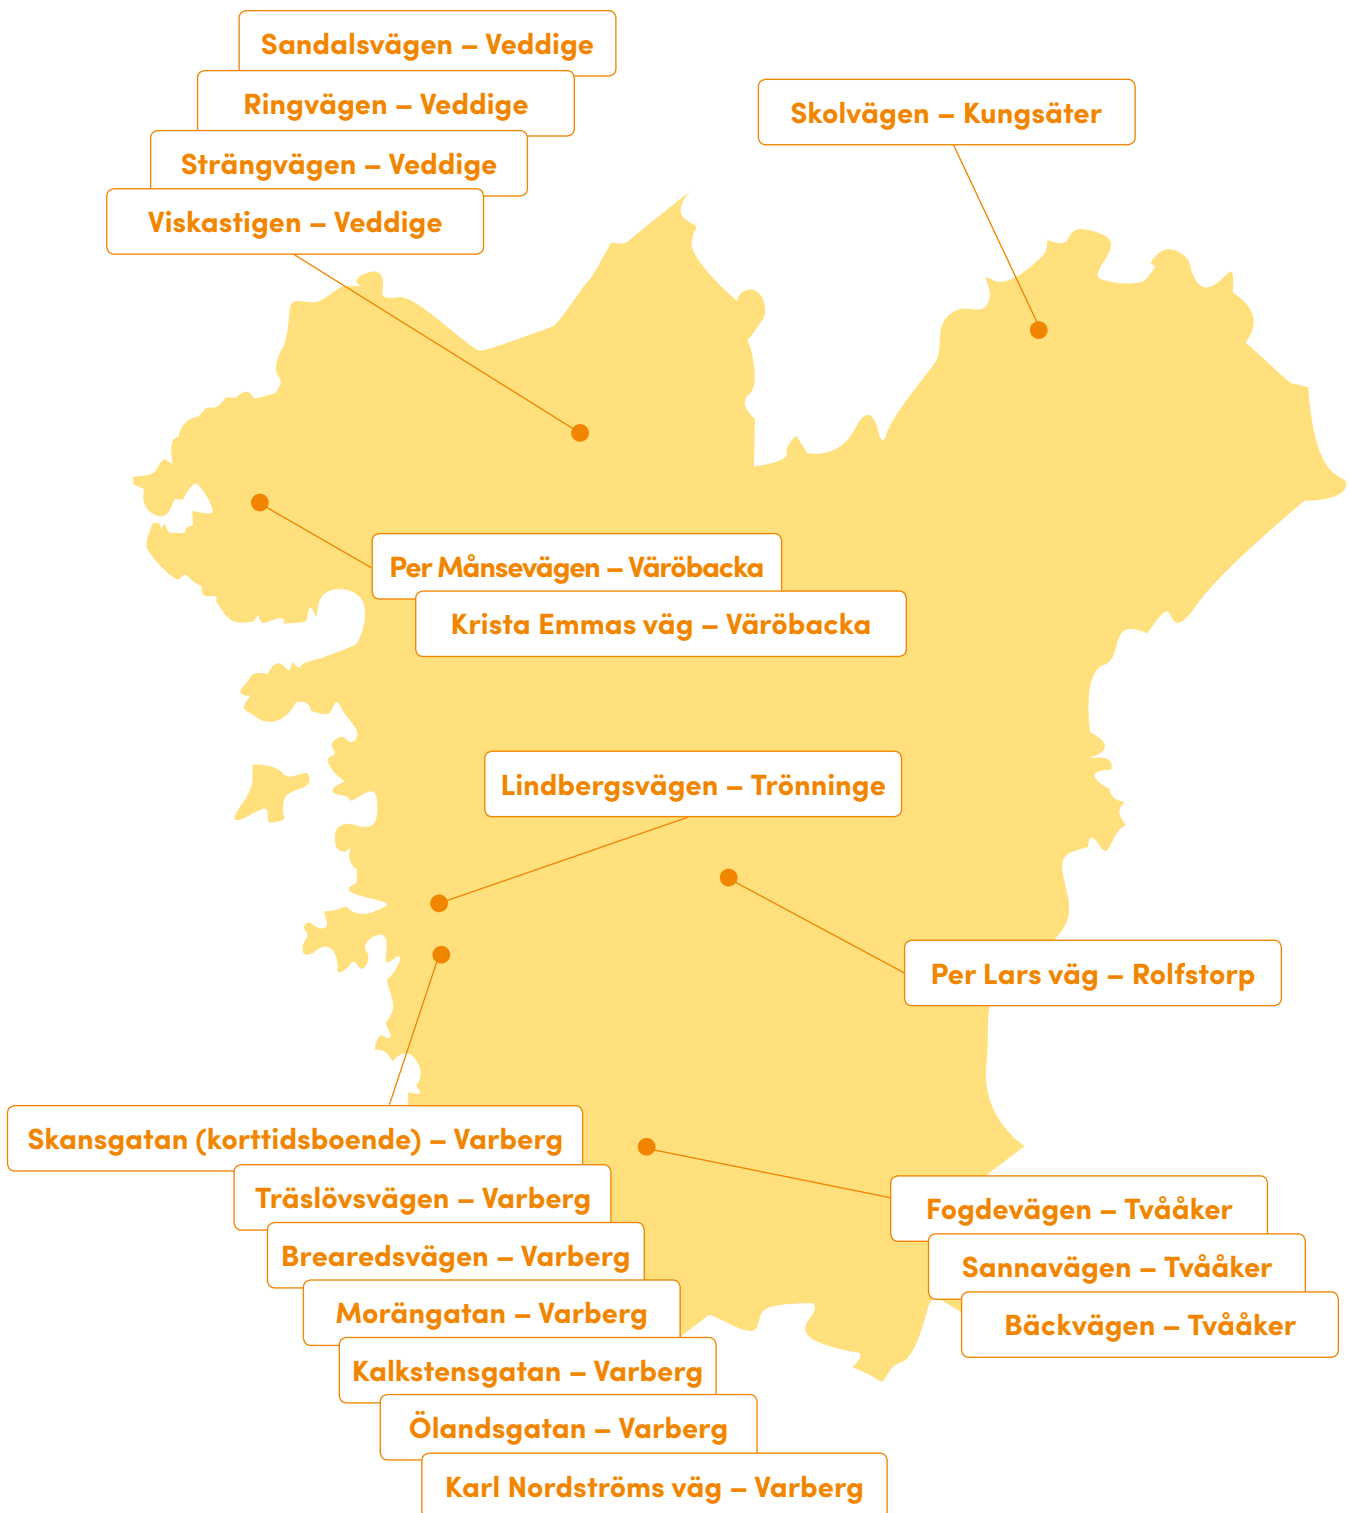 Sandalsvägen – Veddige
Ringvägen – Veddige
Strängvägen – Veddige
Viskastigen – Veddige
Skolvägen – Kungsäter
Per Månsevägen – Väröbacka
Krista Emmas väg – Väröbacka
Lindbergsvägen – Trönninge
Per Lars väg – Rolfstorp
Skansgatan (korttidsboende) – Varberg
Träslövsvägen – Varberg
Brearedsvägen – Varberg
Morängatan – Varberg
Kalkstensgatan – Varberg
Ölandsgatan – Varberg
Karl Nordströms väg – Varberg
Fogdevägen – Tvååker
Sannavägen – Tvååker
Bäckvägen – Tvååker